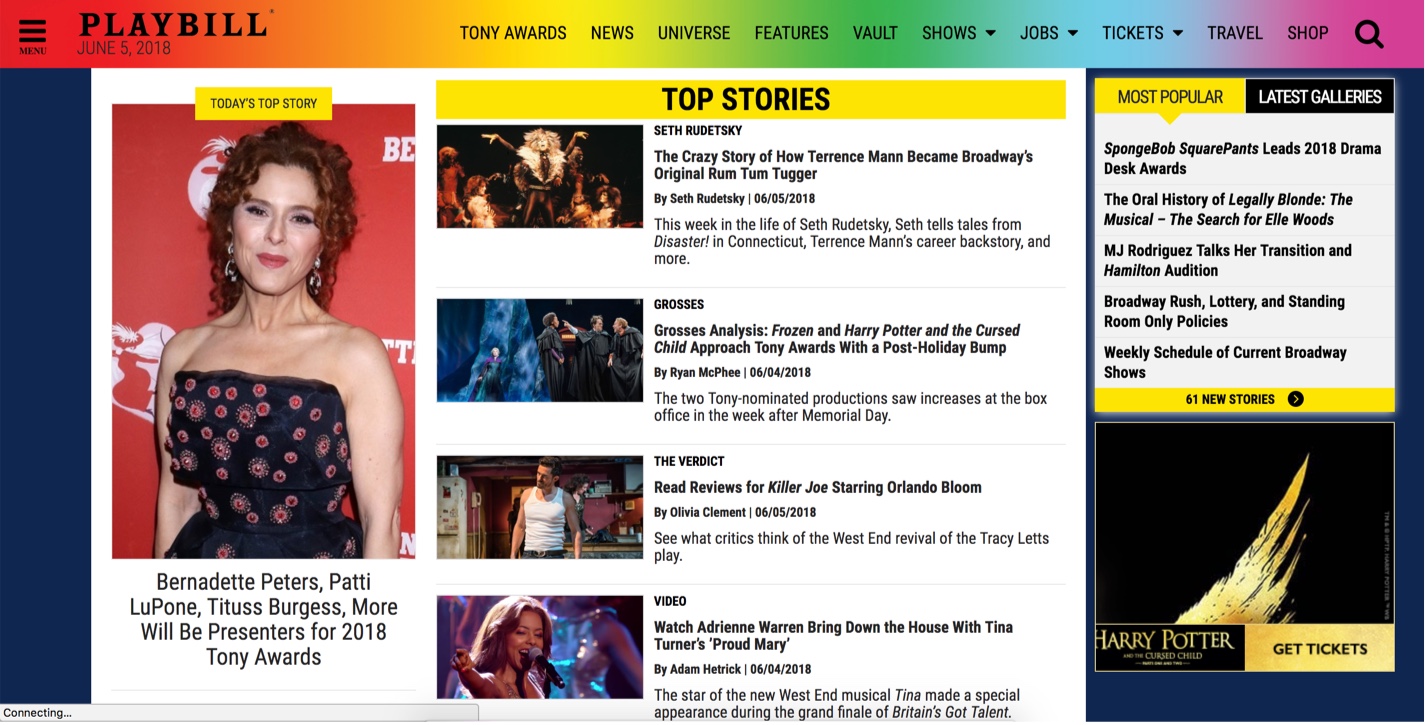 MENU
PLAYBILL
JUNE 5, 2018
TONY AWARDS
NEWS
UNIVERSE
FEATURES
VAULT
SHOWS
JOBS
TICKETS
TRAVEL
SHOP
TODAY'S TOP STORY
BE
Bernadette Peters, Patti
LuPone, Tituss Burgess, More
Will Be Presenters for 2018
Tony Awards
TOP STORIES
SETH RUDETSKY
The Crazy Story of How Terrence Mann Became Broadway's
Original Rum Tum Tugger
By Seth Rudetsky | 06/05/2018
This week in the life of Seth Rudetsky, Seth tells tales from
Disaster! in Connecticut, Terrence Mann's career backstory, and
more.
GROSSES
Grosses Analysis: Frozen and Harry Potter and the Cursed
Child Approach Tony Awards With a Post-Holiday Bump
By Ryan McPhee | 06/04/2018
The two Tony-nominated productions saw increases at the box
office in the week after Memorial Day.
THE VERDICT
Read Reviews for Killer Joe Starring Orlando Bloom
By Olivia Clement | 06/05/2018
See what critics think of the West End revival of the Tracy Letts
play.
VIDEO
Watch Adrienne Warren Bring Down the House With Tina
Turner's 'Proud Mary'
By Adam Hetrick | 06/04/2018
The star of the new West End musical Tina made a special
appearance during the grand finale of Britain's Got Talent.
MOST POPULAR
LATEST GALLERIES
SpongeBob SquarePants Leads 2018 Drama
Desk Awards
The Oral History of Legally Blonde: The
Musical – The Search for Elle Woods
MJ Rodriguez Talks Her Transition and
Hamilton Audition
Broadway Rush, Lottery, and Standing
Room Only Policies
Weekly Schedule of Current Broadway
Shows
61 NEW STORIES
HARRY POTTER
AND THE CURSED CHILD
PARTS ONE AND TWO
GET TICKETS
Connecting...